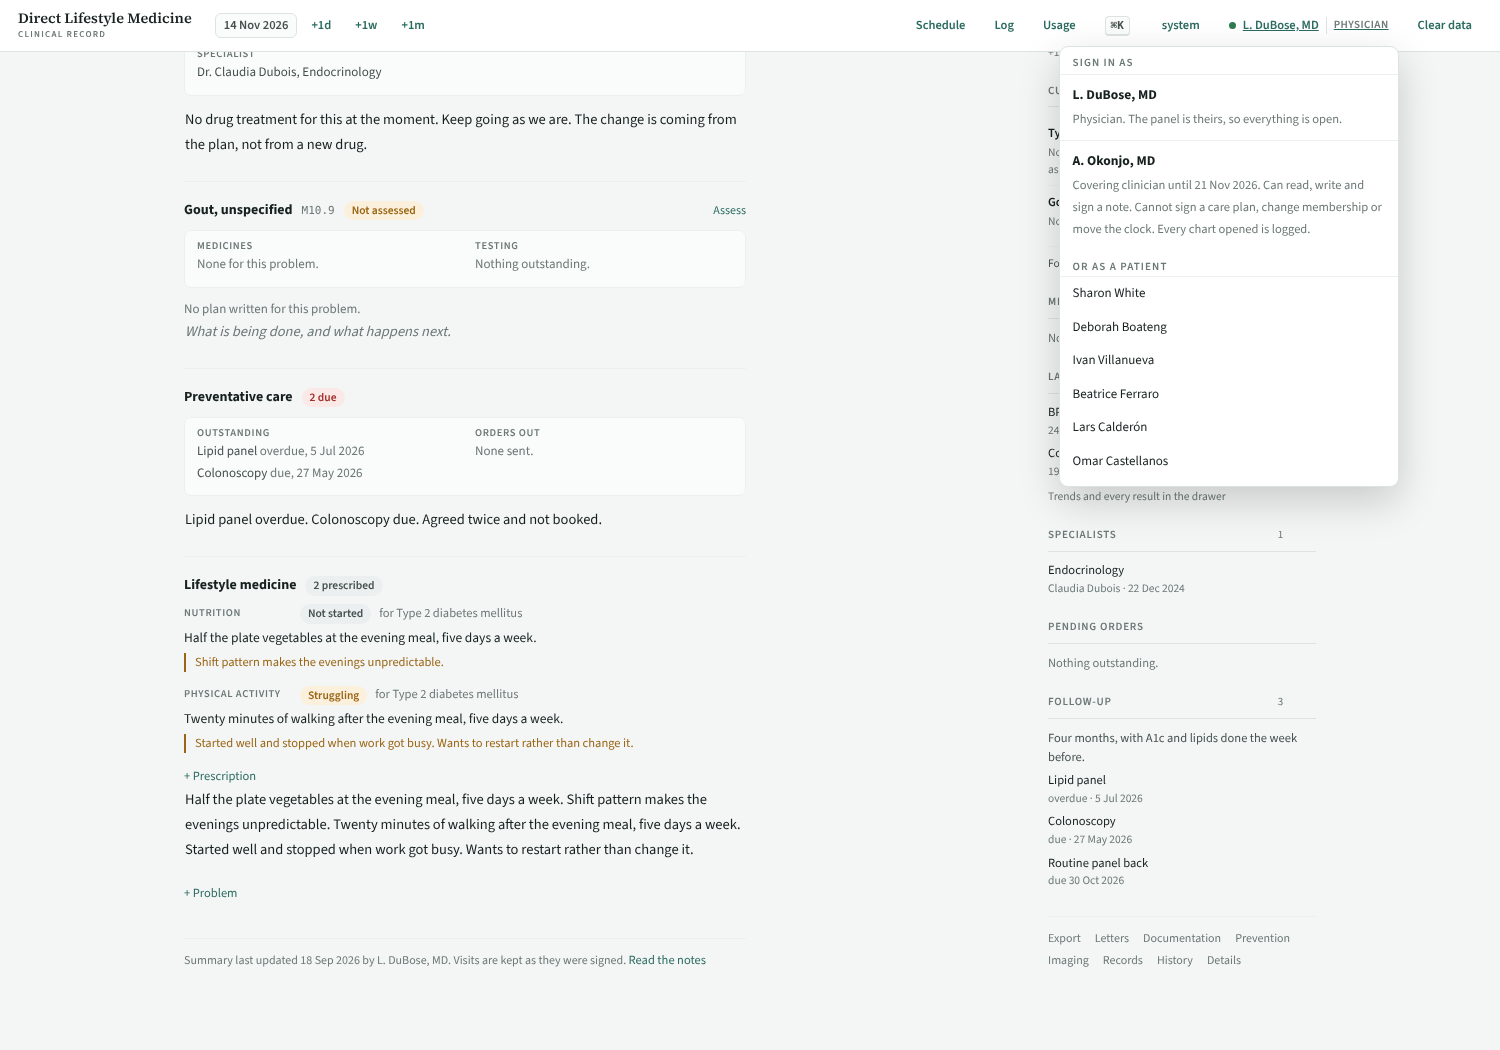 Direct Lifestyle Medicine
CLINICAL RECORD
14 Nov 2026
+1d
+1w
+1m
Schedule
Log
Usage
⌘K
system
L. DuBose, MD
PHYSICIAN
Clear data
SPECIALIST
Dr. Claudia Dubois, Endocrinology
No drug treatment for this at the moment. Keep going as we are. The change is coming from
the plan, not from a new drug.
Gout, unspecified M10.9 Not assessed
Assess
MEDICINES
None for this problem.
TESTING
Nothing outstanding.
No plan written for this problem.
What is being done, and what happens next.
Preventative care 2 due
OUTSTANDING
Lipid panel overdue, 5 Jul 2026
Colonoscopy due, 27 May 2026
ORDERS OUT
None sent.
Lipid panel overdue. Colonoscopy due. Agreed twice and not booked.
Lifestyle medicine 2 prescribed
NUTRITION Not started for Type 2 diabetes mellitus
Half the plate vegetables at the evening meal, five days a week.
Shift pattern makes the evenings unpredictable.
PHYSICAL ACTIVITY Struggling for Type 2 diabetes mellitus
Twenty minutes of walking after the evening meal, five days a week.
Started well and stopped when work got busy. Wants to restart rather than change it.
+ Prescription
Half the plate vegetables at the evening meal, five days a week. Shift pattern makes the
evenings unpredictable. Twenty minutes of walking after the evening meal, five days a week.
Started well and stopped when work got busy. Wants to restart rather than change it.
+ Problem
Summary last updated 18 Sep 2026 by L. DuBose, MD. Visits are kept as they were signed. Read the notes
SIGN IN AS
L. DuBose, MD
Physician. The panel is theirs, so everything is open.
A. Okonjo, MD
Covering clinician until 21 Nov 2026. Can read, write and
sign a note. Cannot sign a care plan, change membership or
move the clock. Every chart opened is logged.
OR AS A PATIENT
Sharon White
Deborah Boateng
Ivan Villanueva
Beatrice Ferraro
Lars Calderón
Omar Castellanos
Trends and every result in the drawer
SPECIALISTS 1
Endocrinology
Claudia Dubois · 22 Dec 2024
PENDING ORDERS
Nothing outstanding.
FOLLOW-UP 3
Four months, with A1c and lipids done the week
before.
Lipid panel
overdue · 5 Jul 2026
Colonoscopy
due · 27 May 2026
Routine panel back
due 30 Oct 2026
Export Letters Documentation Prevention
Imaging Records History Details